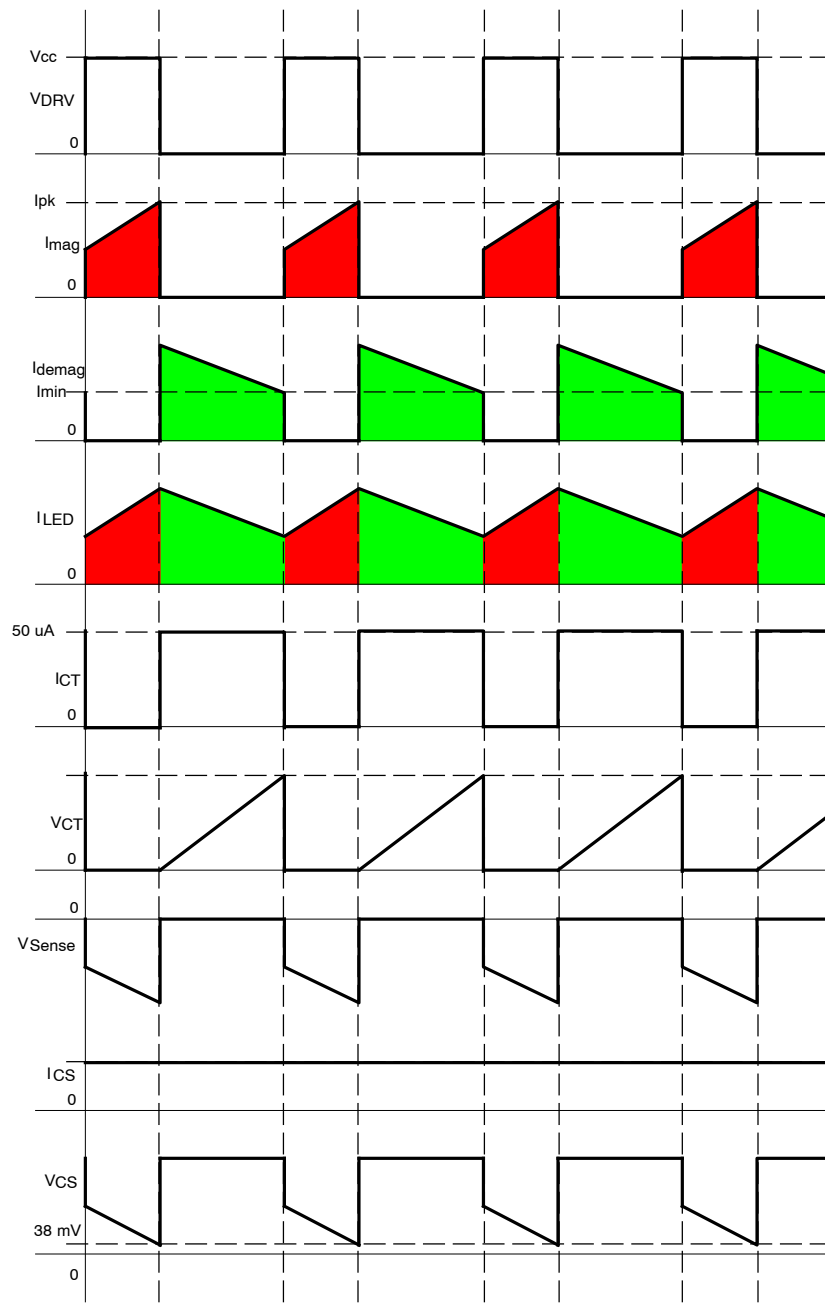 Vcc
VDRV
0
Ipk
Imag
0
Idemag
Imin
0
ILED
0
50 uA
ICT
0
VCT
0
0
VSense
ICS
0
VCS
38 mV
0